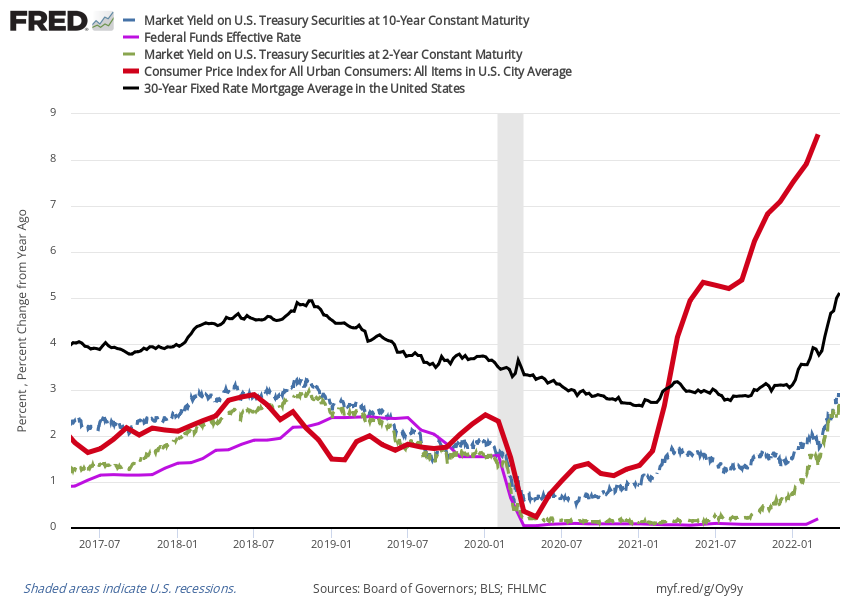 FRED
Market Yield on U.S. Treasury Securities at 10-Year Constant Maturity
Federal Funds Effective Rate
Market Yield on U.S. Treasury Securities at 2-Year Constant Maturity
Consumer Price Index for All Urban Consumers: All Items in U.S. City Average
30-Year Fixed Rate Mortgage Average in the United States
Percent , Percent Change from Year Ago
9
8
7
6
5
4
3
2
1
0
2017-07 2018-01 2018-07 2019-01 2019-07 2020-01 2020-07 2021-01 2021-07 2022-01
Shaded areas indicate U.S. recessions. Sources: Board of Governors; BLS; FHLMC myf.red/g/Oy9y